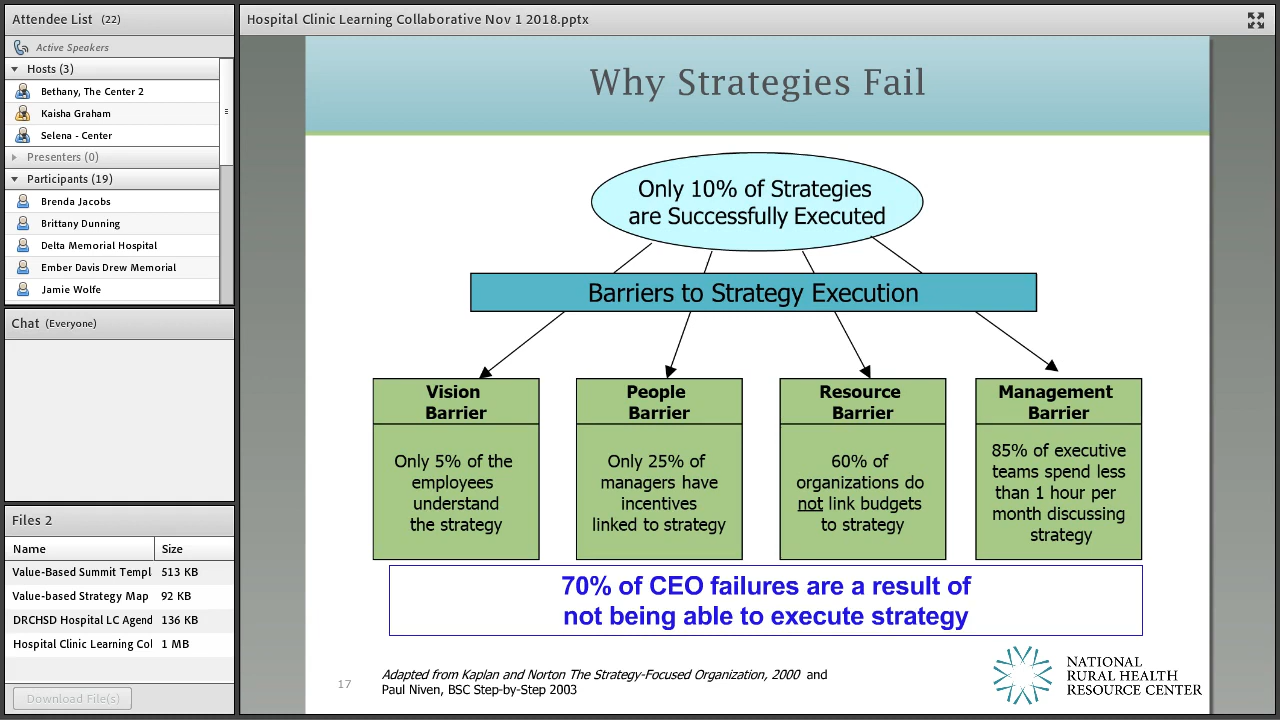 Attendee List (22)
Active Speakers
Hosts (3)
Bethany, The Center 2
Kaisha Graham
Selena - Center
Presenters (0)
Participants (19)
Brenda Jacobs
Brittany Dunning
Delta Memorial Hospital
Ember Davis Drew Memorial
Jamie Wolfe
Chat (Everyone)
Files 2
Name Size
Value-Based Summit Templ 513 KB
Value-based Strategy Map 92 KB
DRCHSD Hospital LC Agend 136 KB
Hospital Clinic Learning Col 1 MB
Download File(s)
Hospital Clinic Learning Collaborative Nov 1 2018.pptx
Why Strategies Fail
Only 10% of Strategies
are Successfully Executed
Barriers to Strategy Execution
Vision
Barrier
Only 5% of the
employees
understand
the strategy
People
Barrier
Only 25% of
managers have
incentives
linked to strategy
Resource
Barrier
60% of
organizations do
not link budgets
to strategy
Management
Barrier
85% of executive
teams spend less
than 1 hour per
month discussing
strategy
70% of CEO failures are a result of
not being able to execute strategy
17
Adapted from Kaplan and Norton The Strategy-Focused Organization, 2000 and
Paul Niven, BSC Step-by-Step 2003
NATIONAL
RURAL HEALTH
RESOURCE CENTER